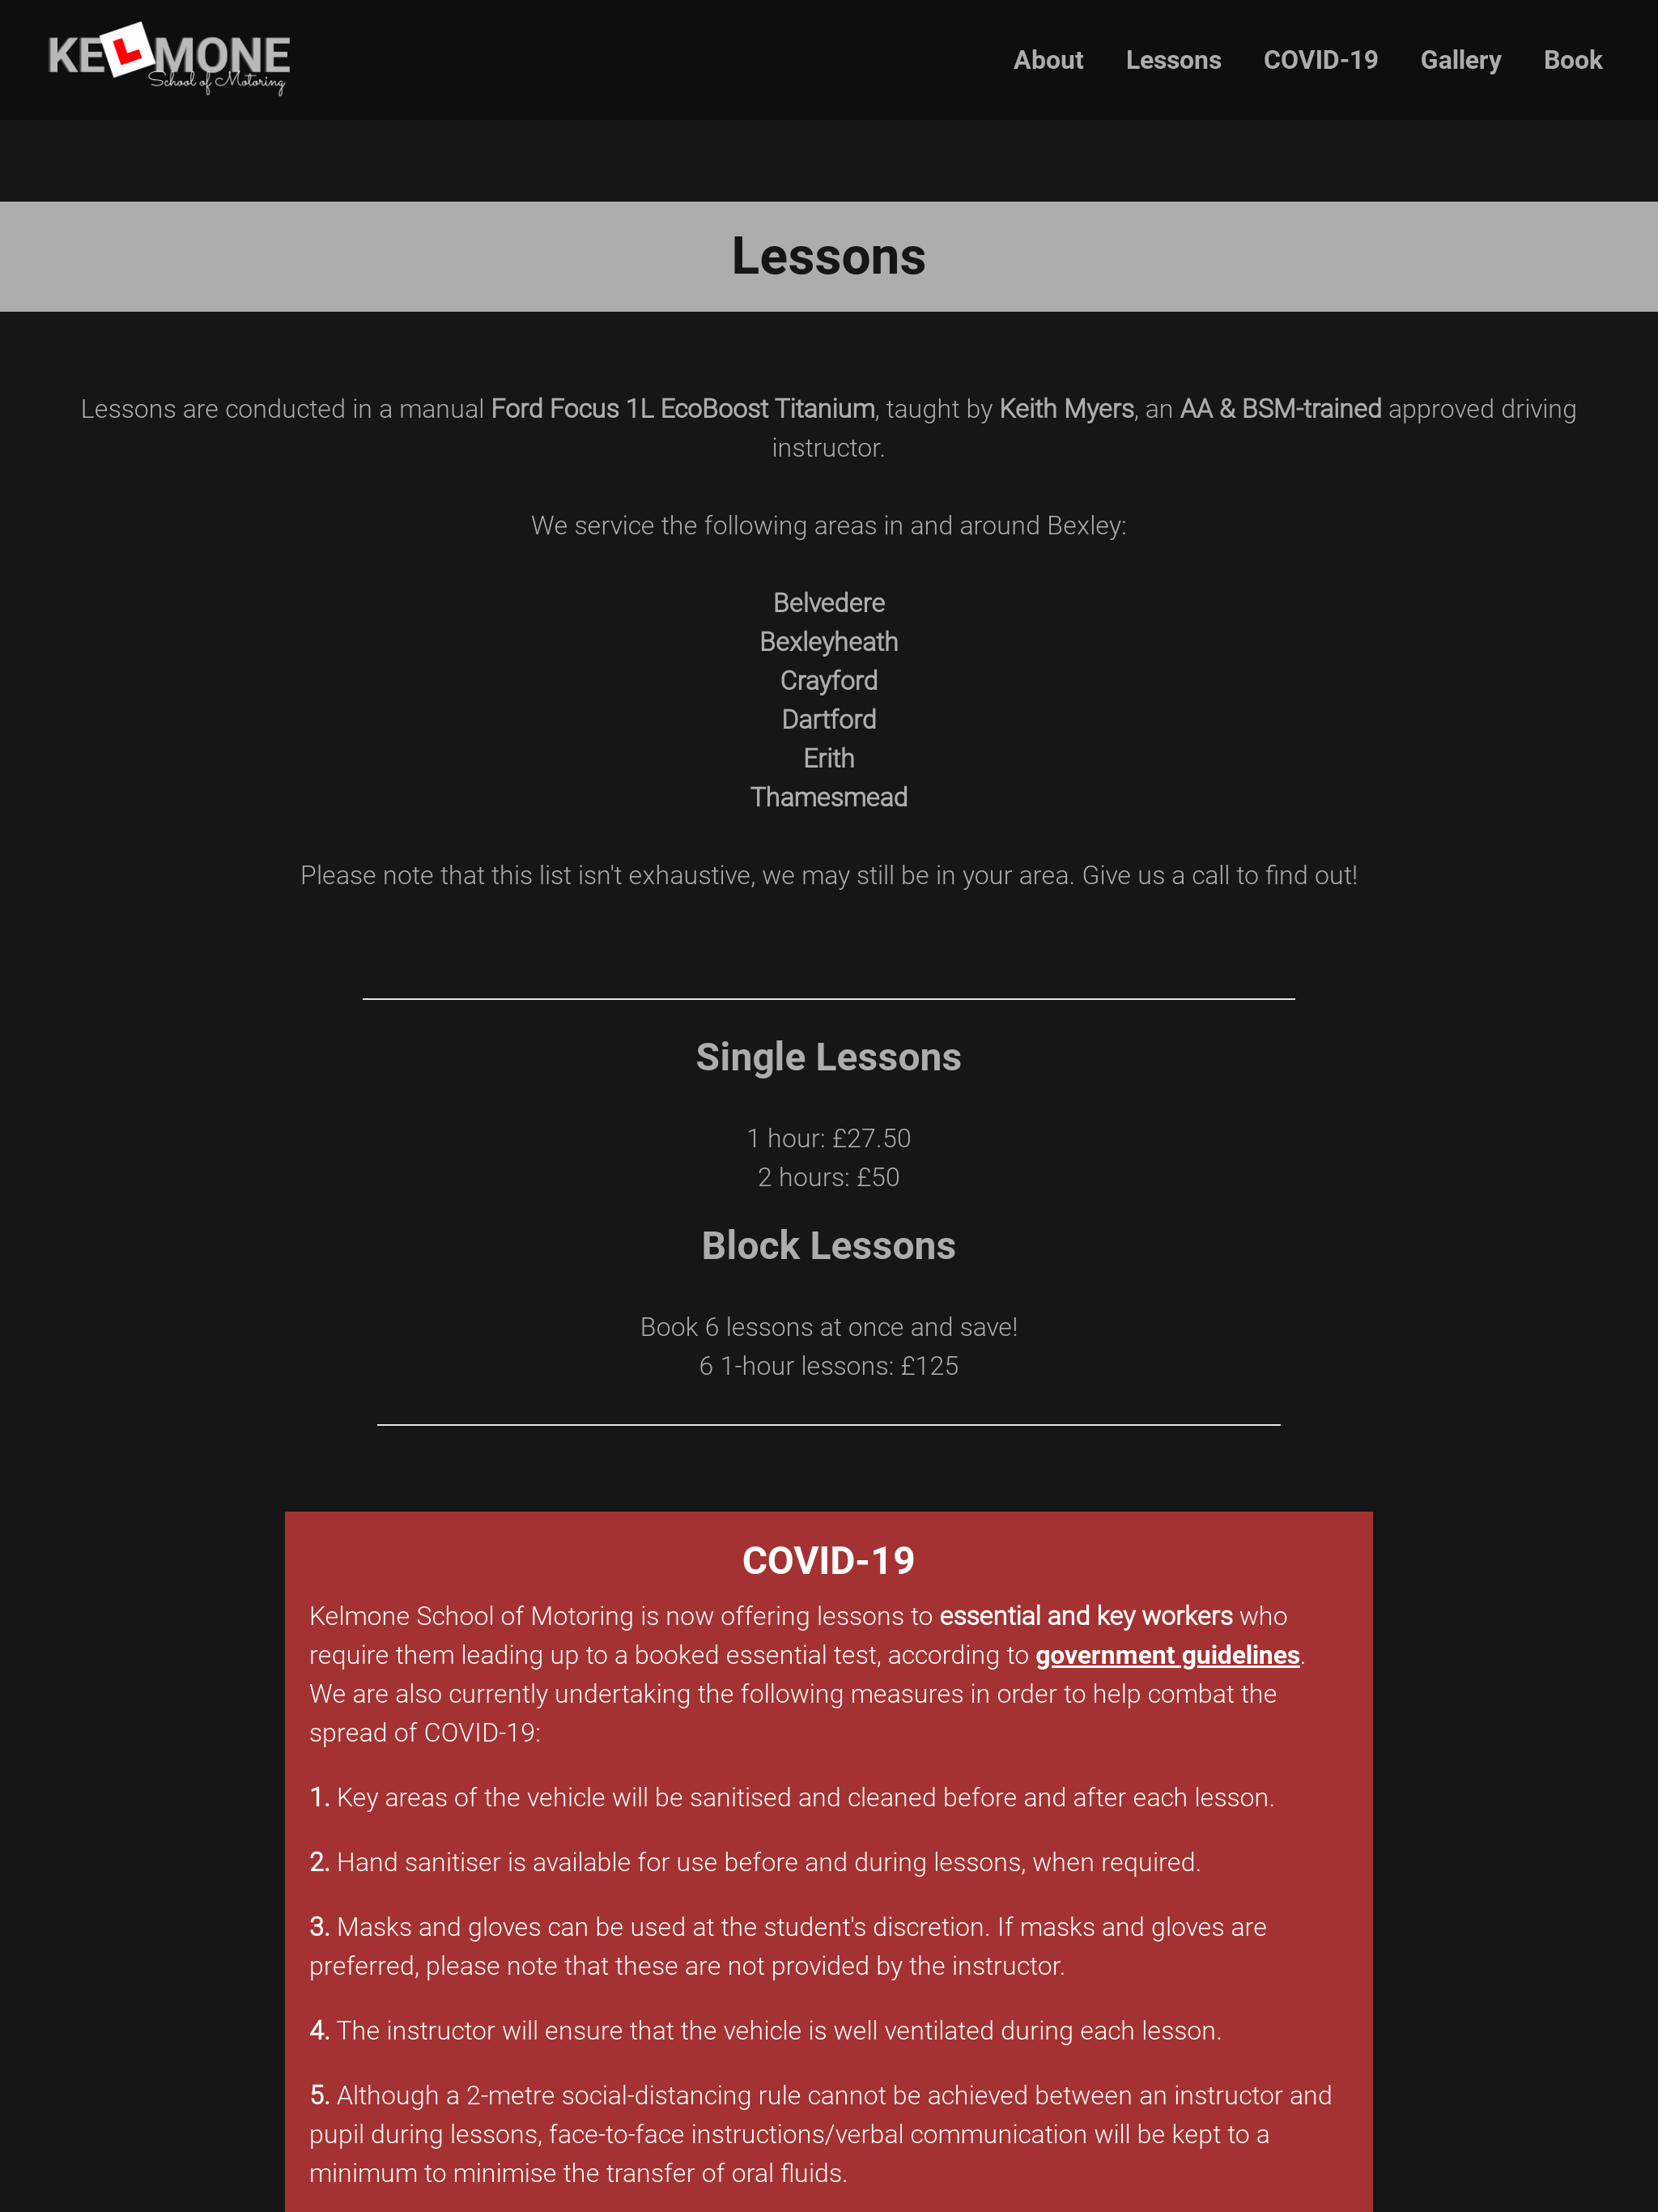 KELMONE
School of Motoring
About Lessons COVID-19 Gallery Book
Lessons
Lessons are conducted in a manual Ford Focus 1L EcoBoost Titanium, taught by Keith Myers, an AA & BSM-trained approved driving
instructor.
We service the following areas in and around Bexley:
Belvedere
Bexleyheath
Crayford
Dartford
Erith
Thamesmead
Please note that this list isn't exhaustive, we may still be in your area. Give us a call to find out!
Single Lessons
1 hour: £27.50
2 hours: £50
Block Lessons
Book 6 lessons at once and save!
6 1-hour lessons: £125
COVID-19
Kelmone School of Motoring is now offering lessons to essential and key workers who
require them leading up to a booked essential test, according to government guidelines.
We are also currently undertaking the following measures in order to help combat the
spread of COVID-19:
1. Key areas of the vehicle will be sanitised and cleaned before and after each lesson.
2. Hand sanitiser is available for use before and during lessons, when required.
3. Masks and gloves can be used at the student's discretion. If masks and gloves are
preferred, please note that these are not provided by the instructor.
4. The instructor will ensure that the vehicle is well ventilated during each lesson.
5. Although a 2-metre social-distancing rule cannot be achieved between an instructor and
pupil during lessons, face-to-face instructions/verbal communication will be kept to a
minimum to minimise the transfer of oral fluids.